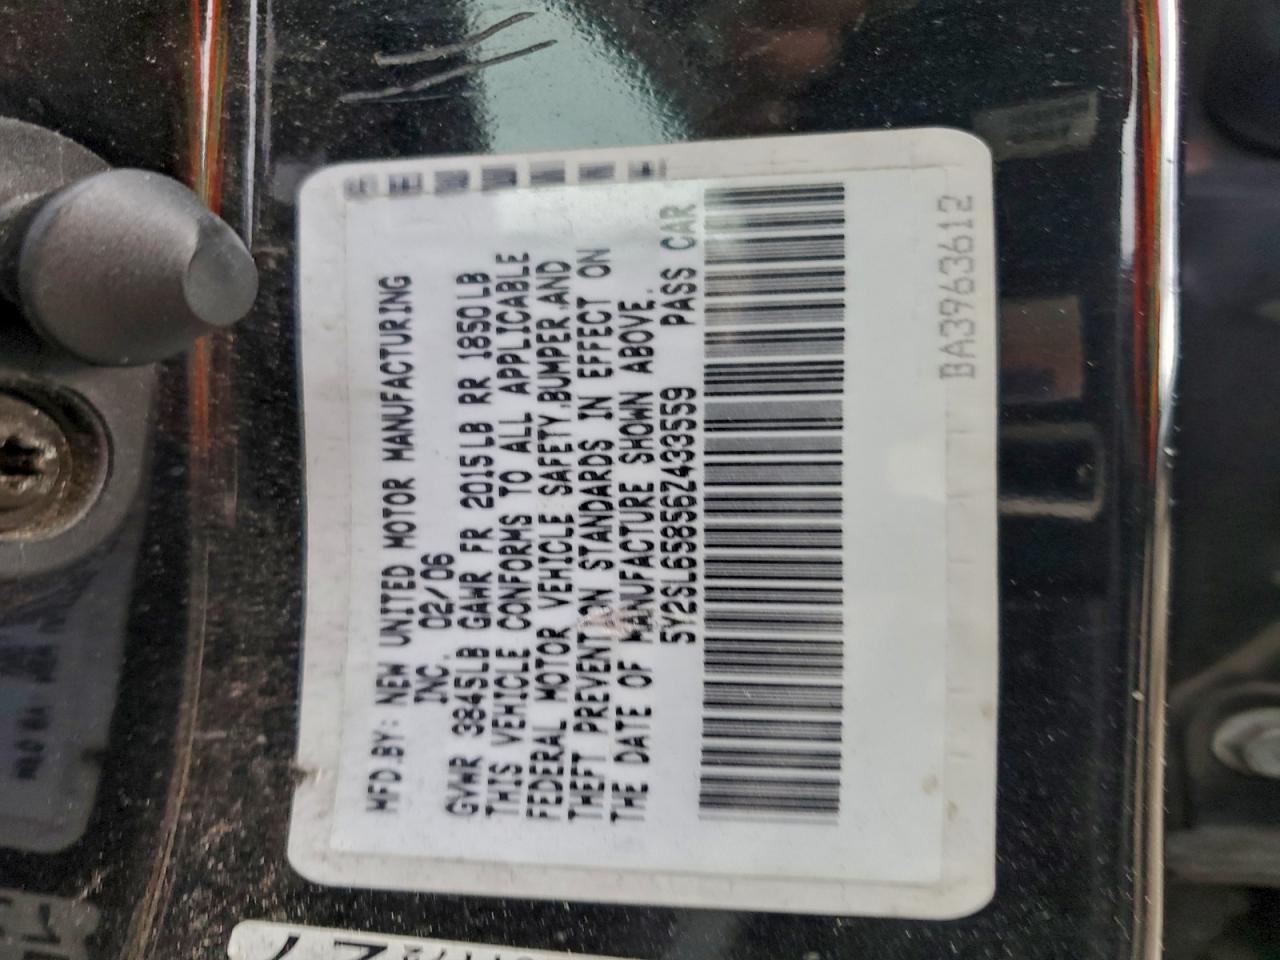 MFD.BY: NEW UNITED MOTOR MANUFACTURING
INC. 02/06
GVWR 3845LB GAWR FR 2015LB RR 1850LB
THIS VEHICLE CONFORMS TO ALL APPLICABLE
FEDERAL MOTOR VEHICLE SAFETY,BUMPER,AND
THEFT PREVENTION STANDARDS IN EFFECT ON
THE DATE OF MANUFACTURE SHOWN ABOVE.
5Y2SL65856Z433559 PASS CAR
BA3963612